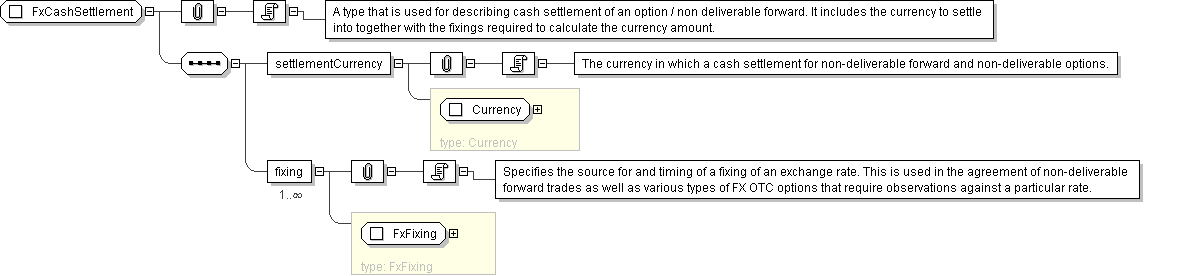 FxCashSettlement
A type that is used for describing cash settlement of an option / non deliverable forward. It includes the currency to settle
into together with the fixings required to calculate the currency amount.
settlementCurrency
The currency in which a cash settlement for non-deliverable forward and non-deliverable options.
Currency
type: Currency
fixing
1..∞
Specifies the source for and timing of a fixing of an exchange rate. This is used in the agreement of non-deliverable
forward trades as well as various types of FX OTC options that require observations against a particular rate.
FxFixing
type: FxFixing